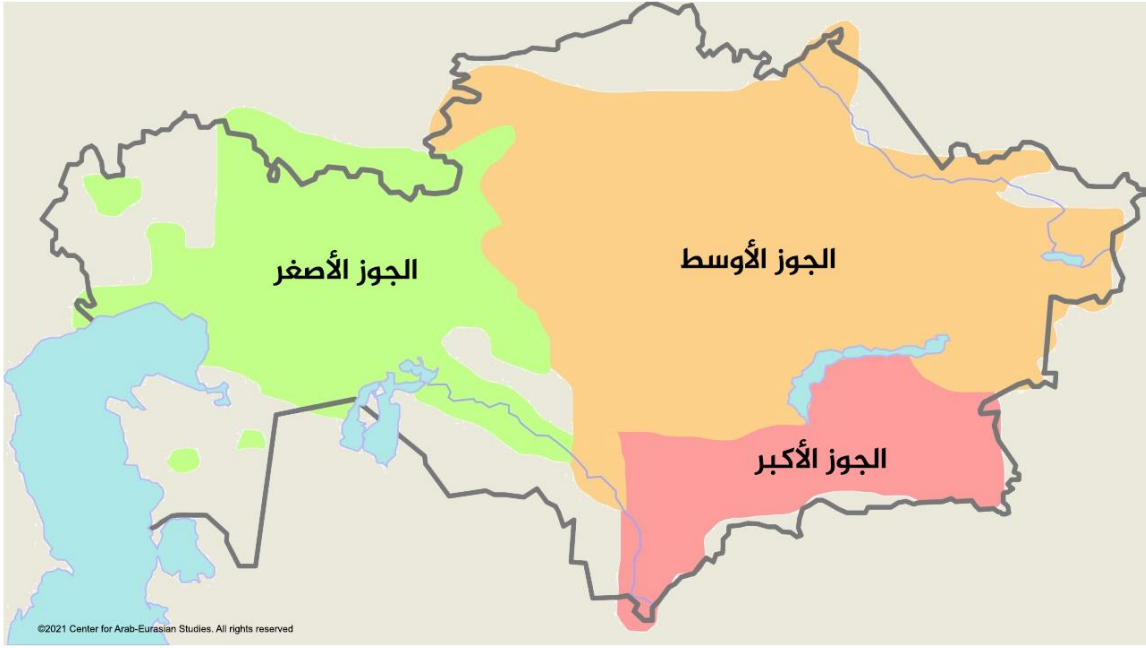 الجوز الأوسط
الجوز الأصغر
الجوز الأكبر
©2021 Center for Arab-Eurasian Studies. All rights reserved